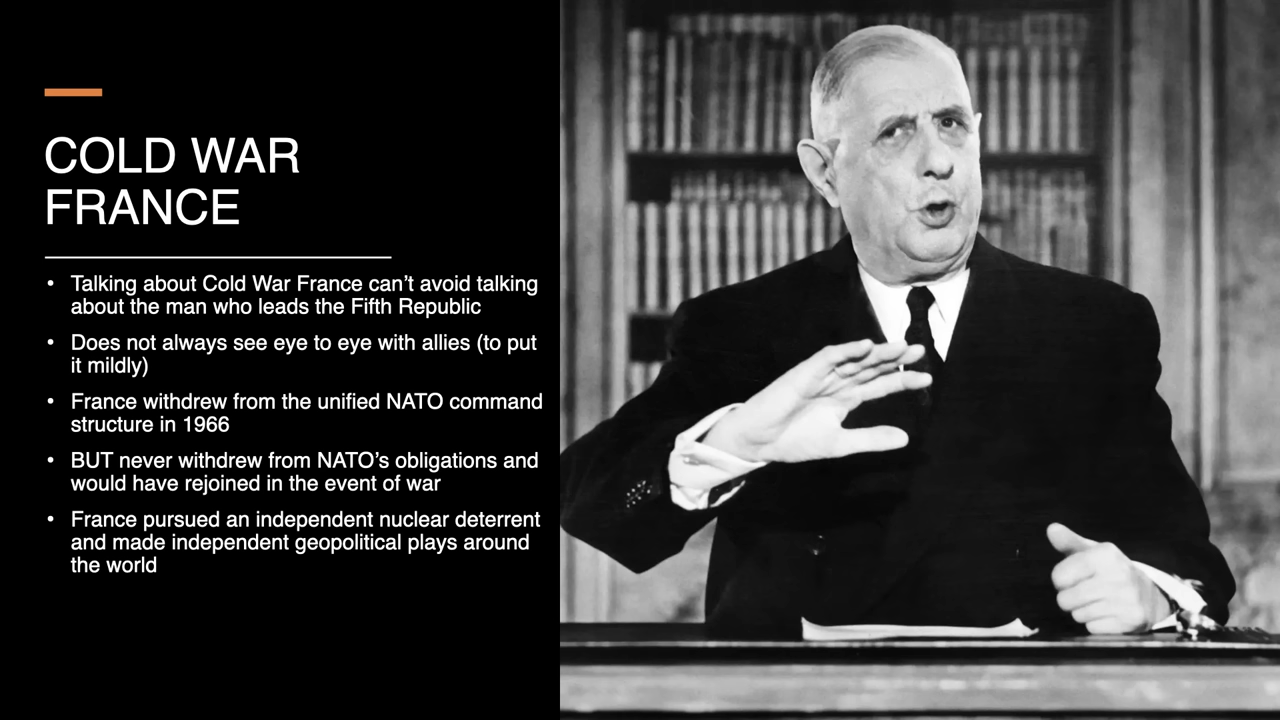 COLD WAR
FRANCE
• Talking about Cold War France can’t avoid talking
about the man who leads the Fifth Republic
• Does not always see eye to eye with allies (to put
it mildly)
• France withdrew from the unified NATO command
structure in 1966
• BUT never withdrew from NATO’s obligations and
would have rejoined in the event of war
• France pursued an independent nuclear deterrent
and made independent geopolitical plays around
the world